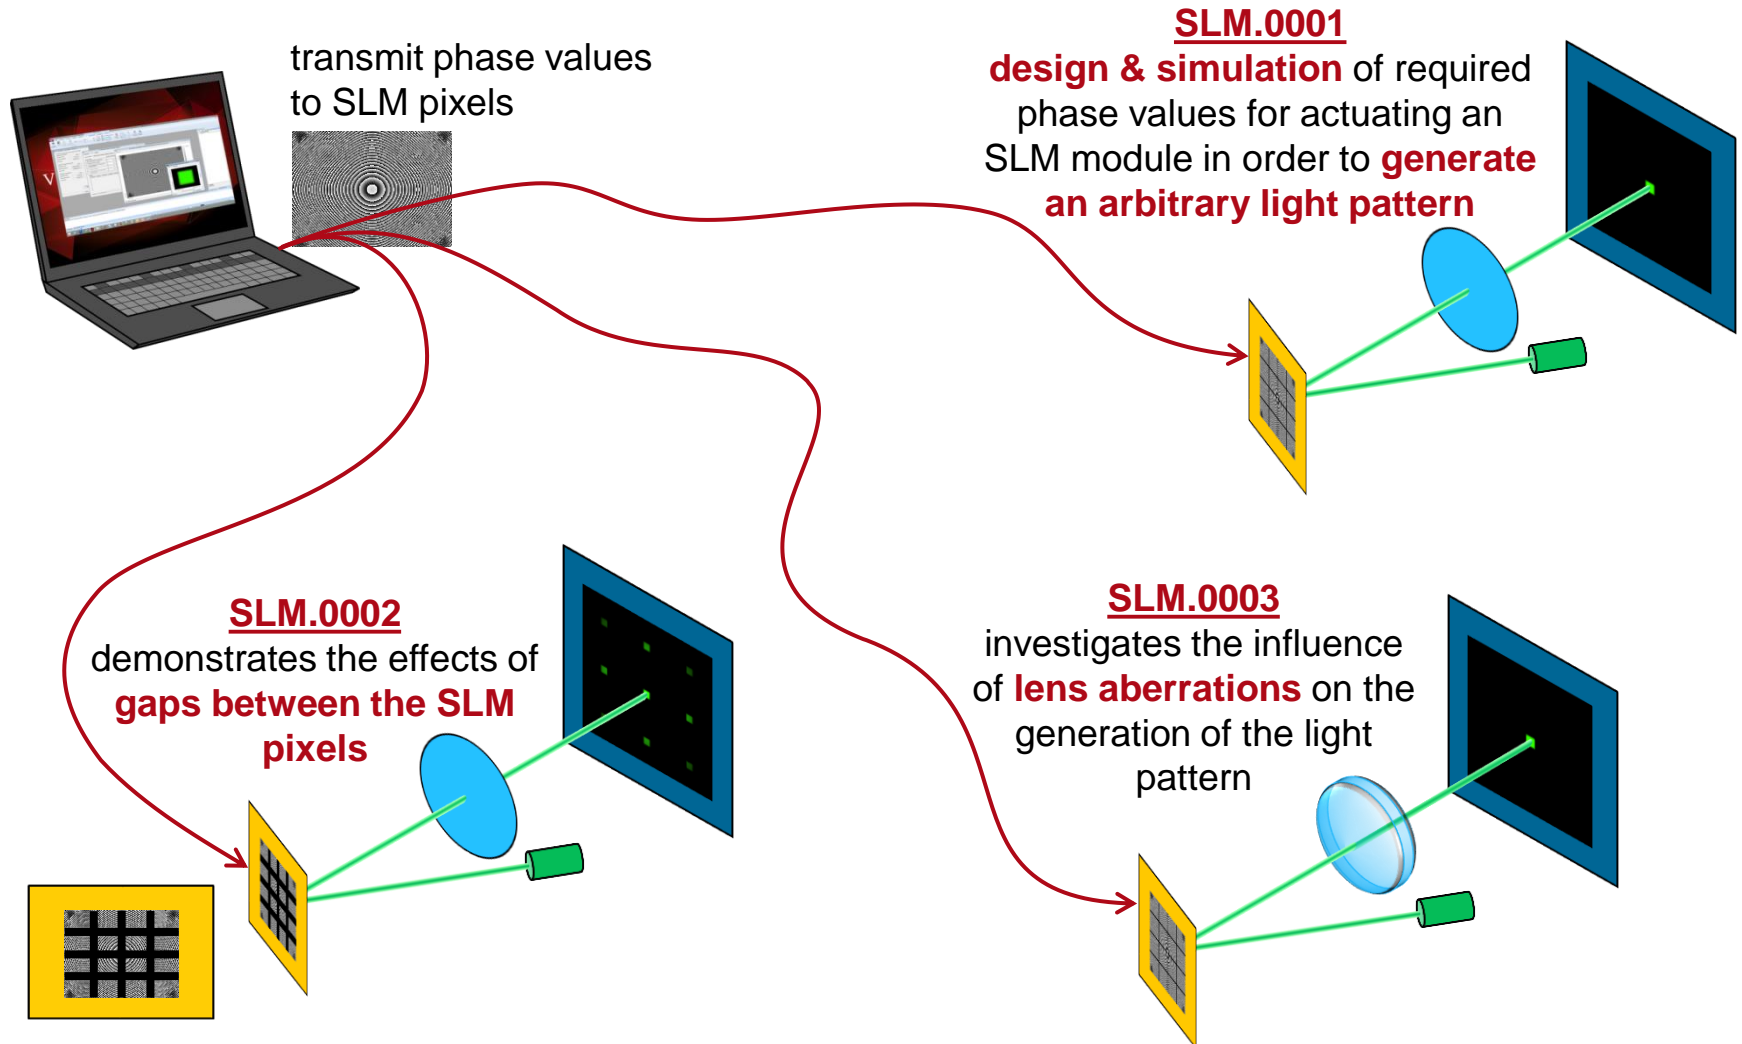 transmit phase values
to SLM pixels
SLM.0001
design & simulation of required
phase values for actuating an
SLM module in order to generate
an arbitrary light pattern
SLM.0002
demonstrates the effects of
gaps between the SLM
pixels
SLM.0003
investigates the influence
of lens aberrations on the
generation of the light
pattern
V